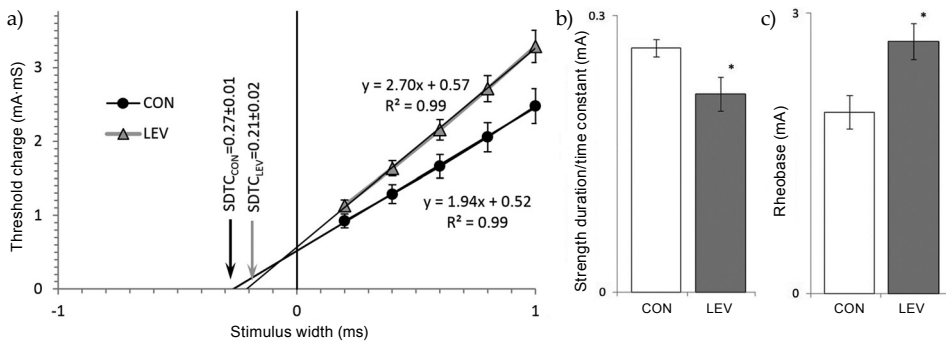 a)
Threshold charge (mA·mS)
3
2
1
0
CON
LEV
SDTCCON=0.27±0.01
SDTCLEV=0.21±0.02
y = 2.70x + 0.57
R² = 0.99
y = 1.94x + 0.52
R² = 0.99
-1
0
1
Stimulus width (ms)
b)
Strength duration/time constant (mA)
0.3
0
*
CON
LEV
c)
Rheobase (mA)
3
0
*
CON
LEV